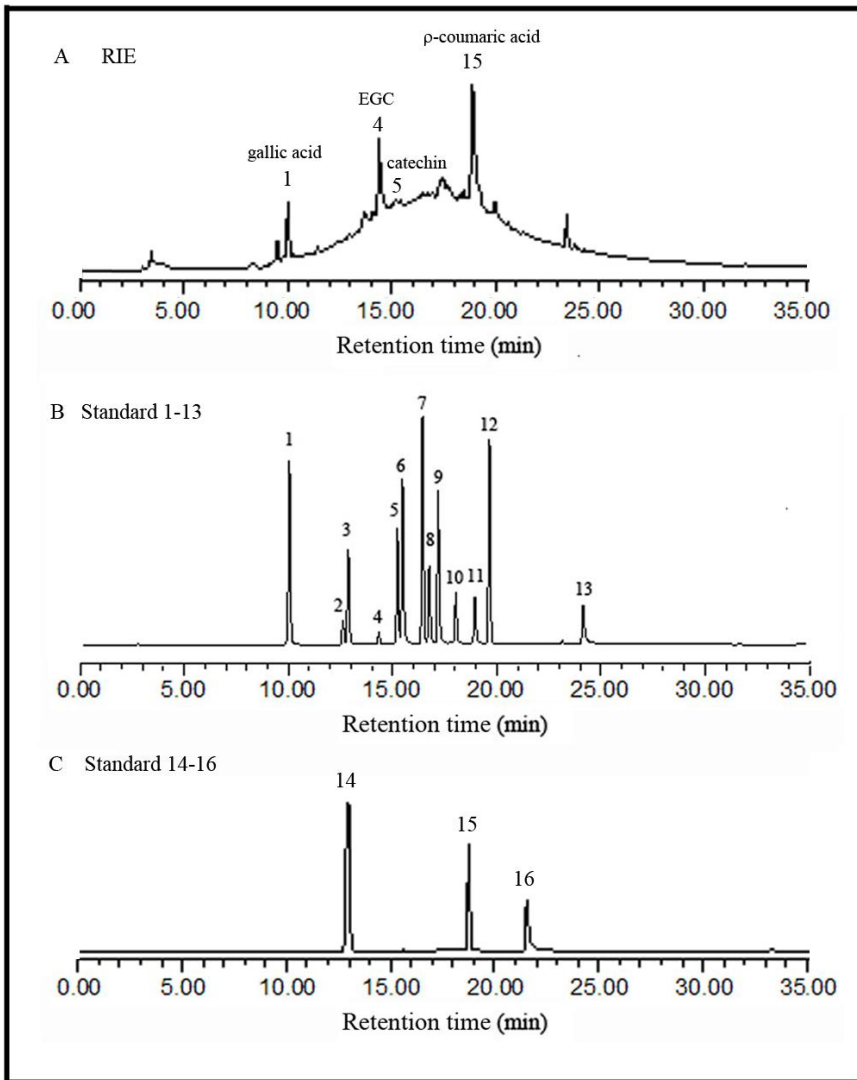 A RIE
ρ-coumaric acid
15
EGC
4
gallic acid
1
catechin
5
0.00 5.00 10.00 15.00 20.00 25.00 30.00 35.00
Retention time (min)
B Standard 1-13
1
2
3
4
5
6
7
8
9
10
11
12
13
0.00 5.00 10.00 15.00 20.00 25.00 30.00 35.00
Retention time (min)
C Standard 14-16
14
15
16
0.00 5.00 10.00 15.00 20.00 25.00 30.00 35.00
Retention time (min)